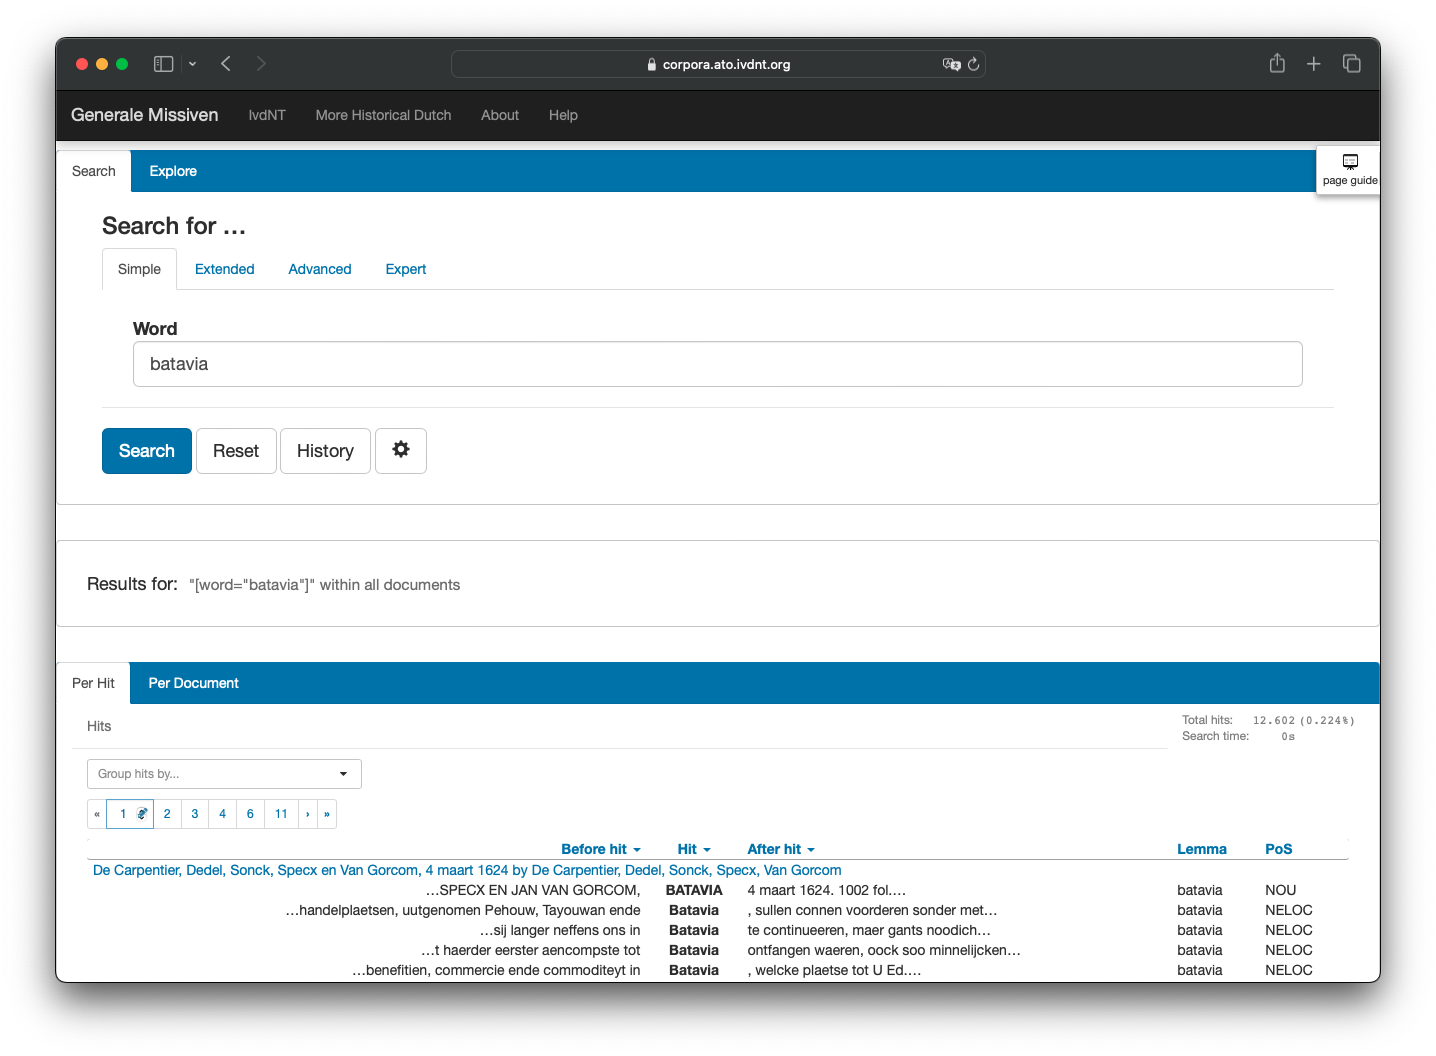 corpora.ato.ivdnt.org
Generale Missiven IvdNT More Historical Dutch About Help
Search Explore
page guide
Search for ...
Simple Extended Advanced Expert
Word
batavia
Search Reset History
Results for: "[word="batavia"]" within all documents
Per Hit Per Document
Hits
Total hits: 12.602 (0.224%)
Search time: 0s
Group hits by...
« 1 2 3 4 6 11 › »
Before hit Hit After hit Lemma PoS
De Carpentier, Dedel, Sonck, Specx en Van Gorcom, 4 maart 1624 by De Carpentier, Dedel, Sonck, Specx, Van Gorcom
...SPECX EN JAN VAN GORCOM, BATAVIA 4 maart 1624. 1002 fol.... batavia NOU
...handelplaetsen, uutgenomen Pehouw, Tayouwan ende Batavia , sullen connen voorderen sonder met... batavia NELOC
...sij langer neffens ons in Batavia te continueeren, maer gants noodich... batavia NELOC
...t haerder eerster aencompste tot Batavia ontfangen waeren, oock soo minnelijcken... batavia NELOC
...benefitien, commercie ende commoditeyt in Batavia , welcke plaetse tot U Ed.... batavia NELOC